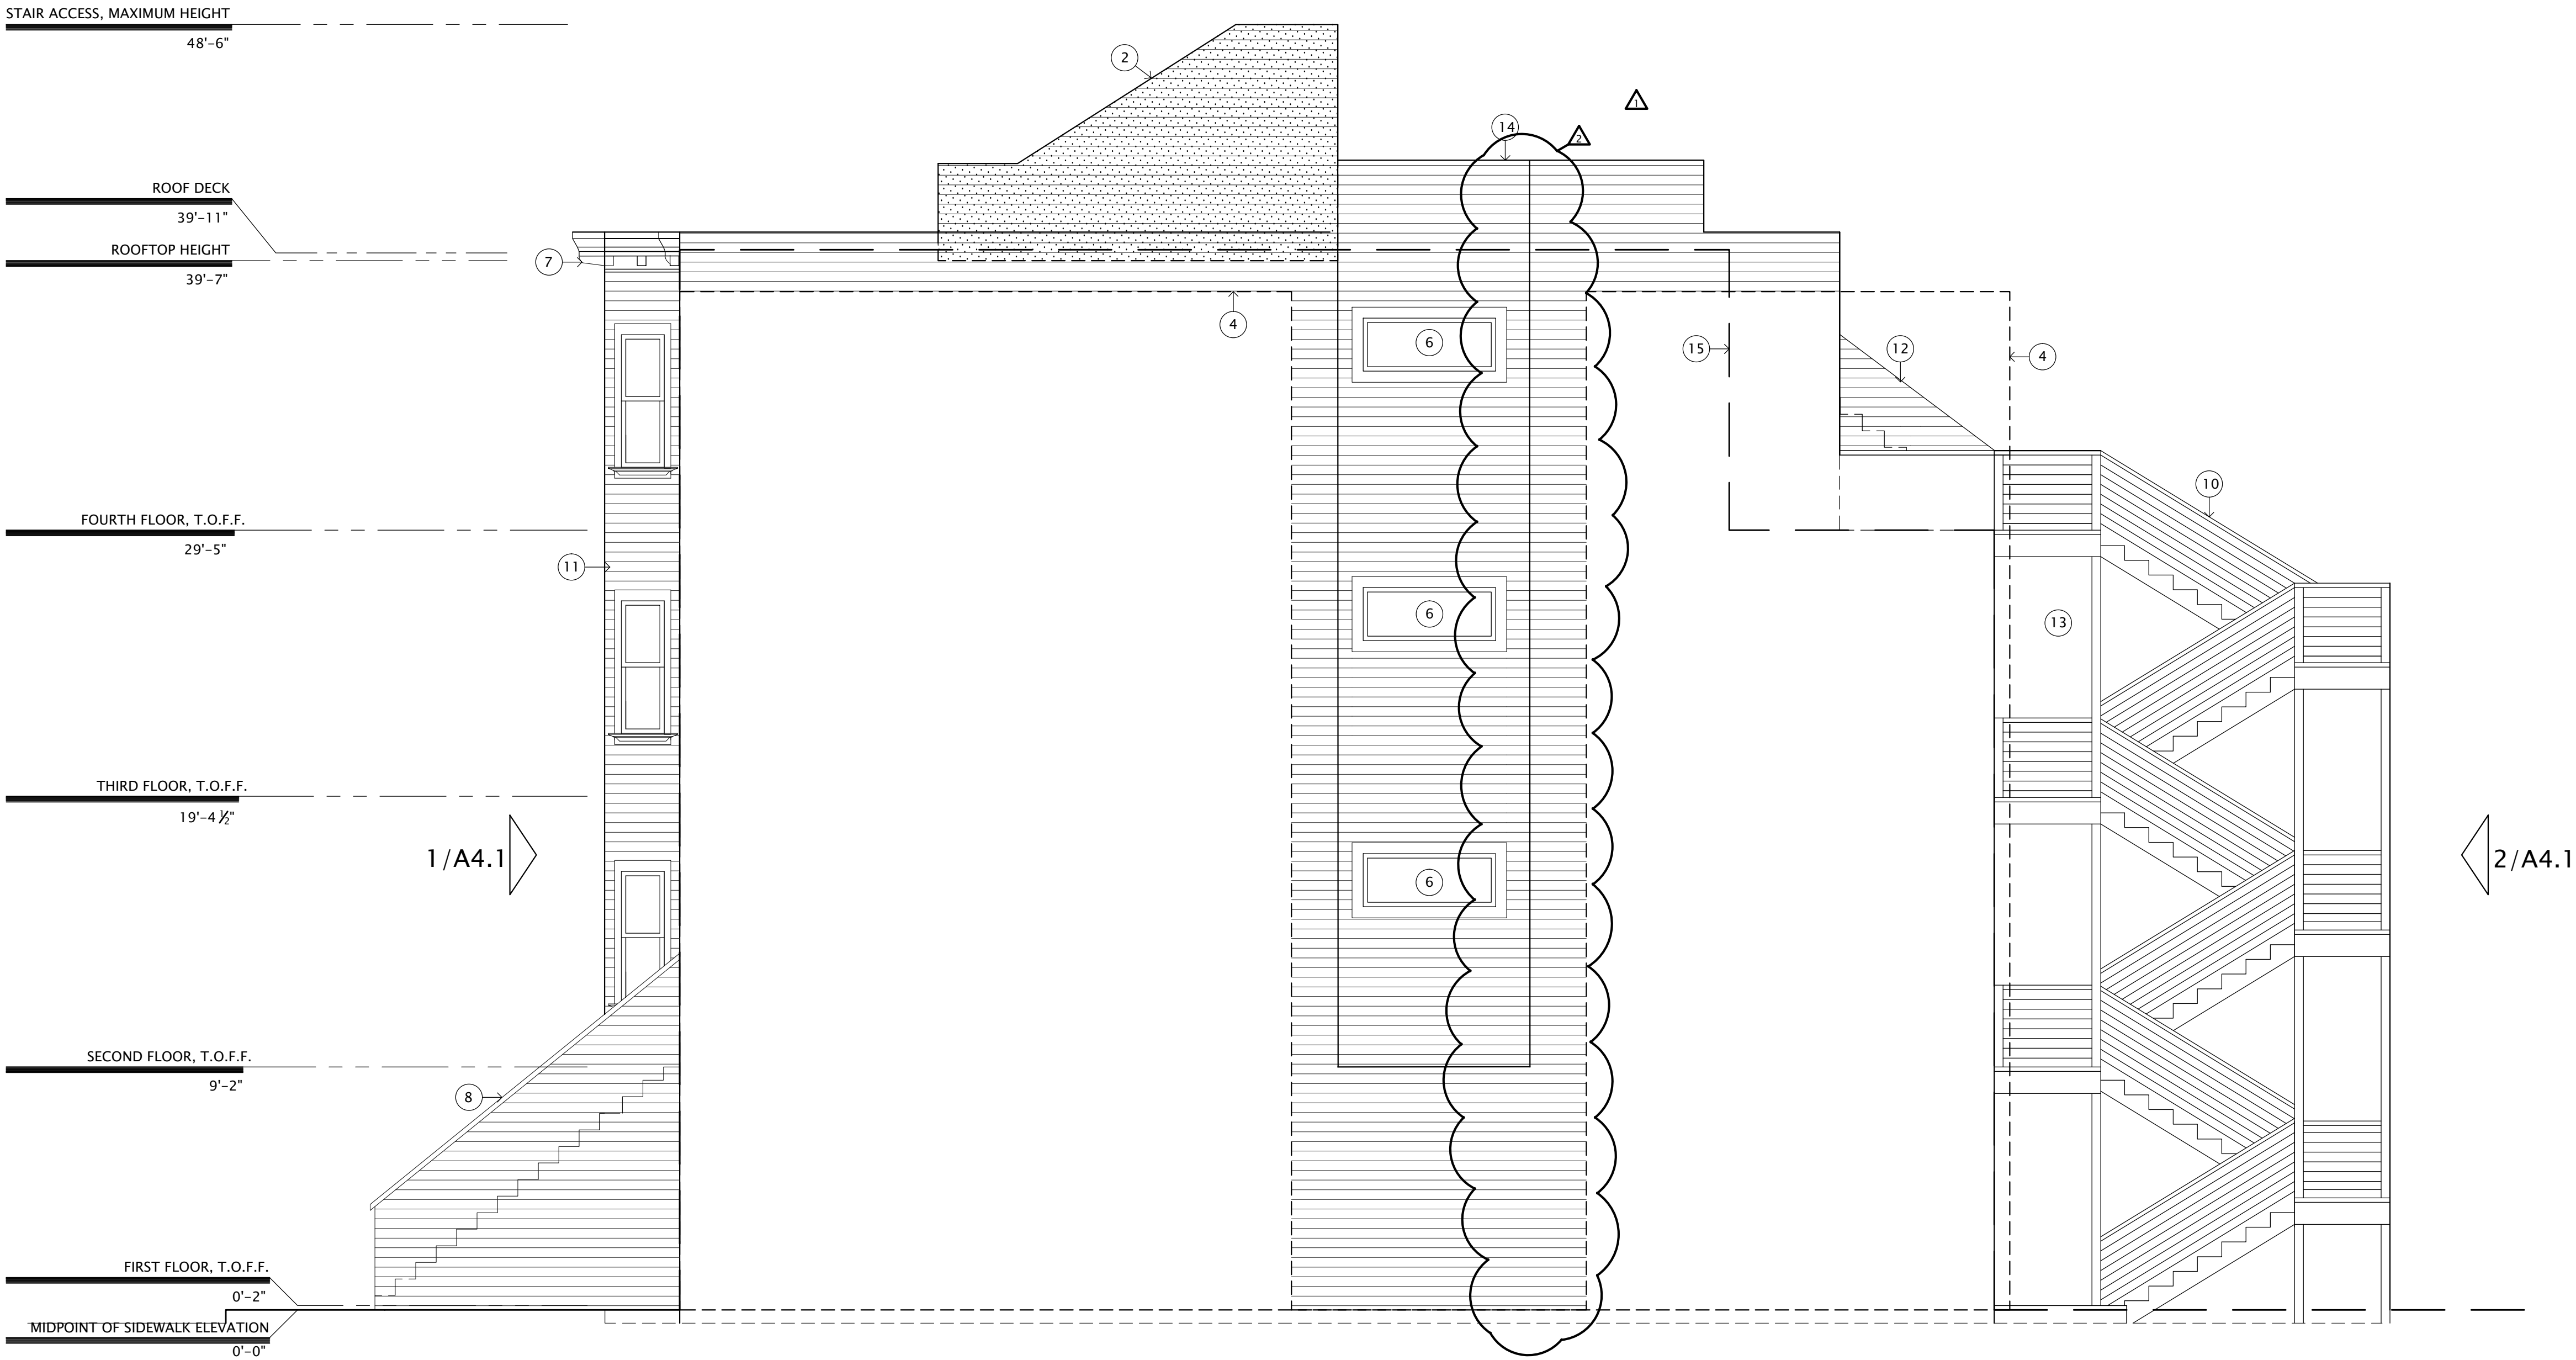 STAIR ACCESS, MAXIMUM HEIGHT
48'-6"
2
1
14
2
ROOF DECK
39'-11"
ROOFTOP HEIGHT
39'-7"
7
4
6
15
12
4
10
FOURTH FLOOR, T.O.F.F.
29'-5"
11
6
13
THIRD FLOOR, T.O.F.F.
19'-4 ½"
1/A4.1
2/A4.1
6
SECOND FLOOR, T.O.F.F.
9'-2"
8
FIRST FLOOR, T.O.F.F.
0'-2"
MIDPOINT OF SIDEWALK ELEVATION
0'-0"